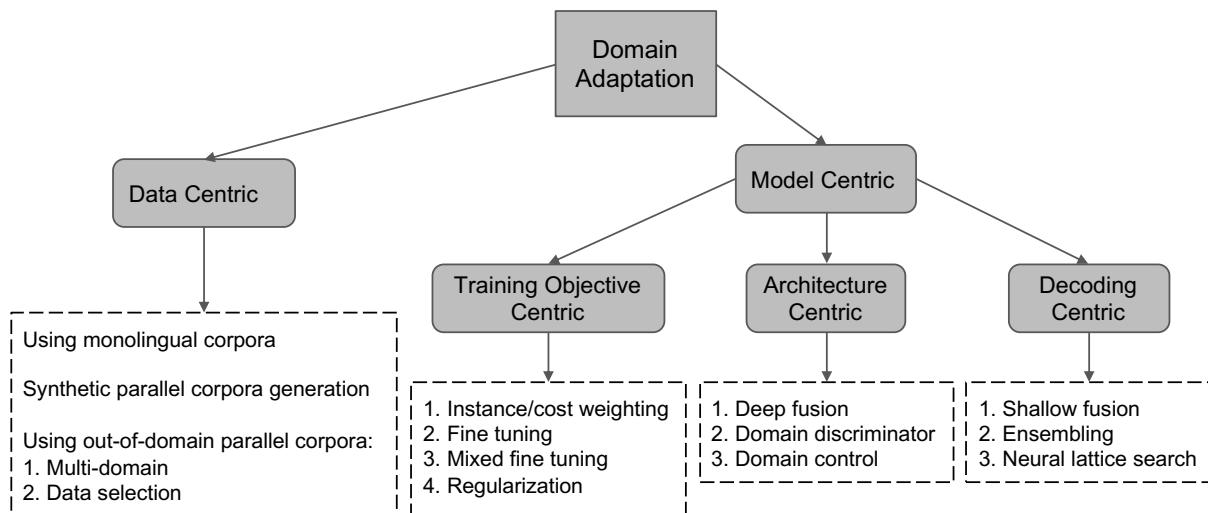 Domain
Adaptation
Data Centric
Model Centric
Training Objective
Centric
Architecture
Centric
Decoding
Centric
Using monolingual corpora
Synthetic parallel corpora generation
Using out-of-domain parallel corpora:
1. Multi-domain
2. Data selection
1. Instance/cost weighting
2. Fine tuning
3. Mixed fine tuning
4. Regularization
1. Deep fusion
2. Domain discriminator
3. Domain control
1. Shallow fusion
2. Ensembling
3. Neural lattice search